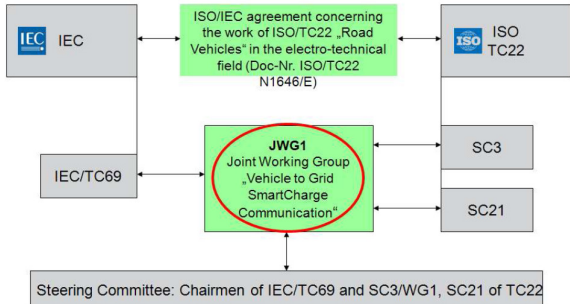 IEC
IEC
ISO/IEC agreement concerning
the work of ISO/TC22 „Road
Vehicles“ in the electro-technical
field (Doc-Nr. ISO/TC22
N1646/E)
ISO
ISO
TC22
JWG1
Joint Working Group
„Vehicle to Grid
SmartCharge
Communication“
IEC/TC69
SC3
SC21
Steering Committee: Chairmen of IEC/TC69 and SC3/WG1, SC21 of TC22